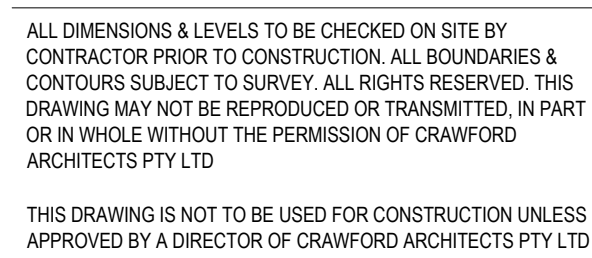 ALL DIMENSIONS & LEVELS TO BE CHECKED ON SITE BY
CONTRACTOR PRIOR TO CONSTRUCTION. ALL BOUNDARIES &
CONTOURS SUBJECT TO SURVEY. ALL RIGHTS RESERVED. THIS
DRAWING MAY NOT BE REPRODUCED OR TRANSMITTED, IN PART
OR IN WHOLE WITHOUT THE PERMISSION OF CRAWFORD
ARCHITECTS PTY LTD
THIS DRAWING IS NOT TO BE USED FOR CONSTRUCTION UNLESS
APPROVED BY A DIRECTOR OF CRAWFORD ARCHITECTS PTY LTD